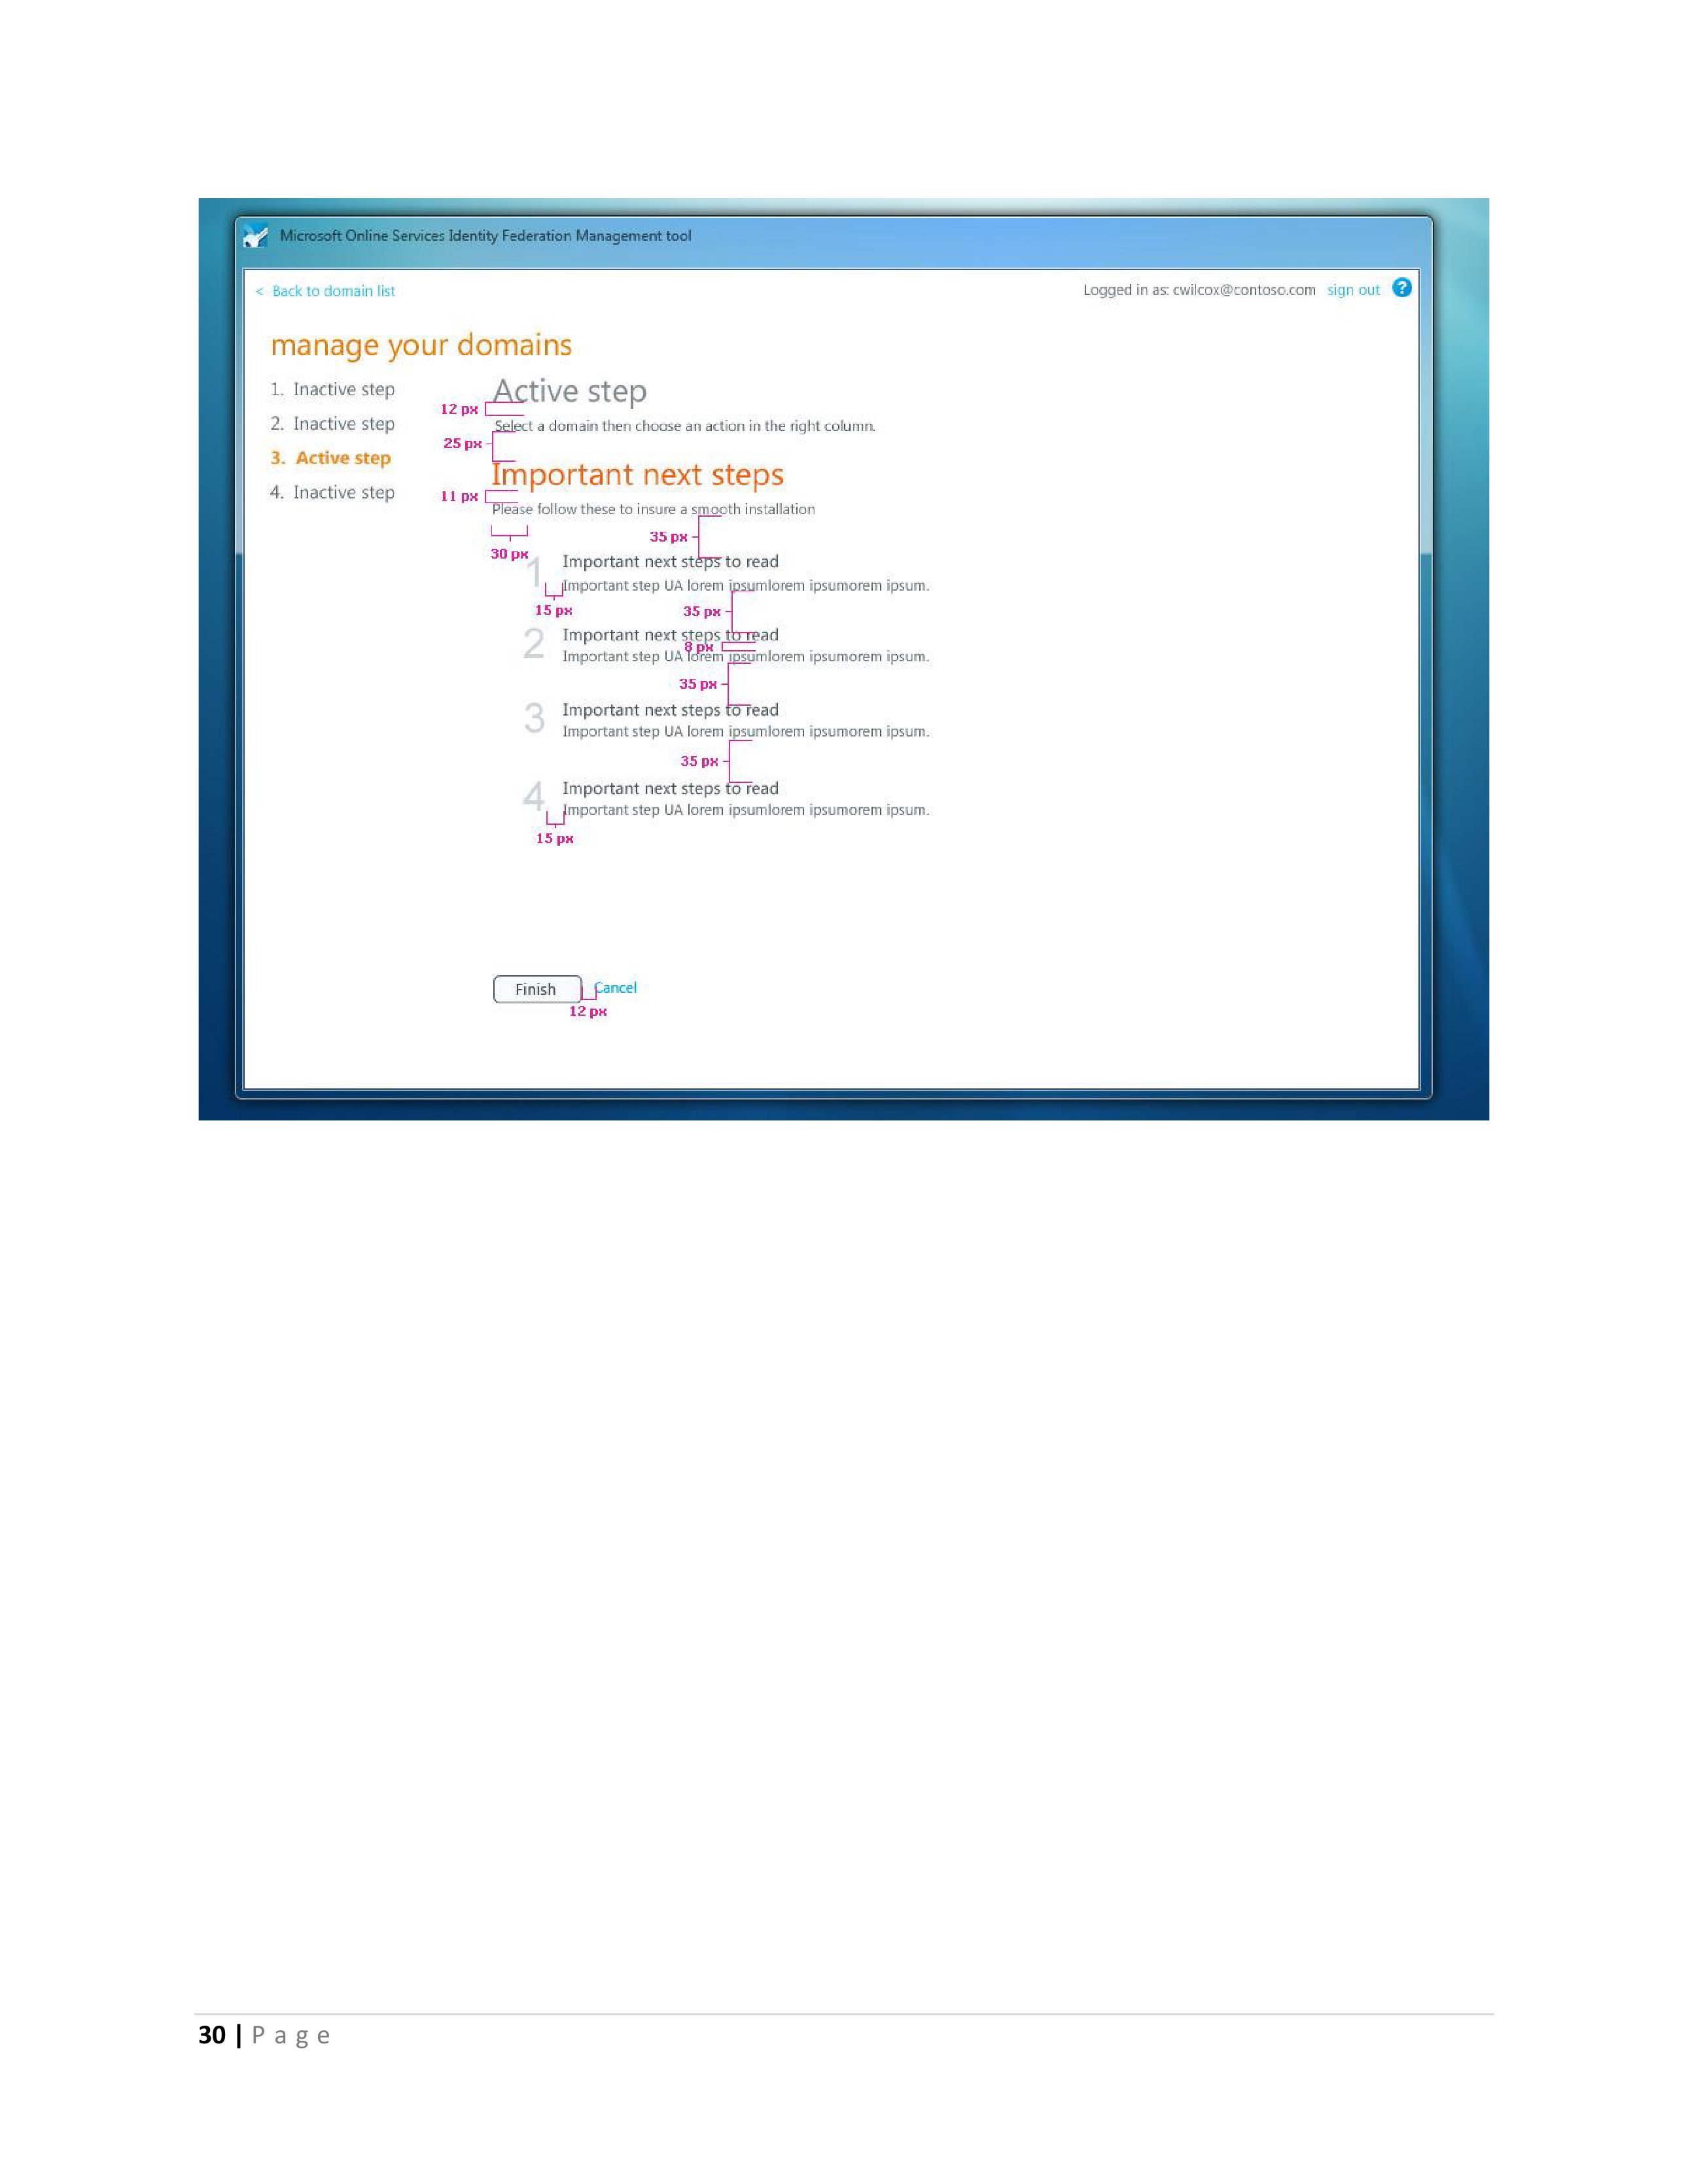 Microsoft Online Services Identity Federation Management tool
< Back to domain list
Logged in as: cwilcox@contoso.com sign out ?
manage your domains
1. Inactive step
2. Inactive step
3. Active step
4. Inactive step
Active step
12 px
Select a domain then choose an action in the right column.
25 px
Important next steps
11 px
Please follow these to insure a smooth installation
35 px
30 px
1 Important next steps to read
Important step UA lorem ipsumlorem ipsumorem ipsum.
15 px
35 px
2 Important next steps to read
8 px
Important step UA lorem ipsumlorem ipsumorem ipsum.
35 px
3 Important next steps to read
Important step UA lorem ipsumlorem ipsumorem ipsum.
35 px
4 Important next steps to read
Important step UA lorem ipsumlorem ipsumorem ipsum.
15 px
Finish Cancel
12 px
30 | Page